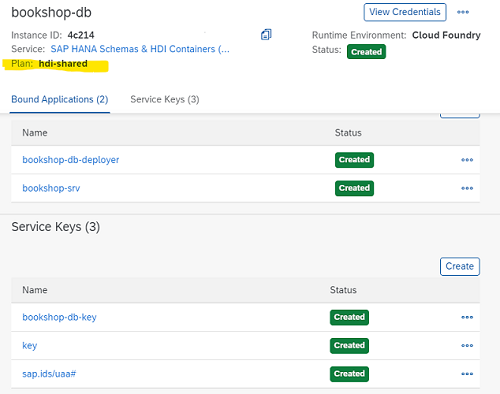 bookshop-db
View Credentials
Instance ID: 4c214
Runtime Environment: Cloud Foundry
Service: SAP HANA Schemas & HDI Containers (...
Status: Created
Plan: hdi-shared
Bound Applications (2) Service Keys (3)
Name Status
bookshop-db-deployer Created
bookshop-srv Created
Service Keys (3)
Create
Name Status
bookshop-db-key Created
key Created
sap.ids/uaa# Created